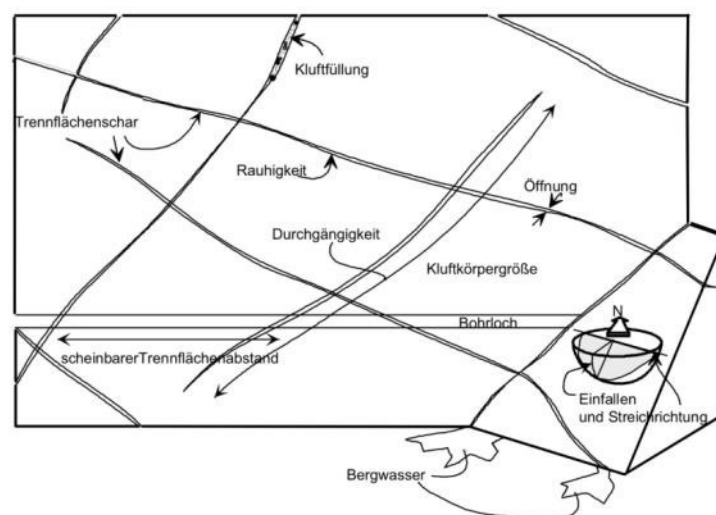 Kluftfüllung
Trennflächenschar
Rauhigkeit
Öffnung
Durchgängigkeit
Kluftkörpergröße
N
Bohrloch
scheinbarerTrennflächenabstand
Einfallen
und Streichrichtung
Bergwasser